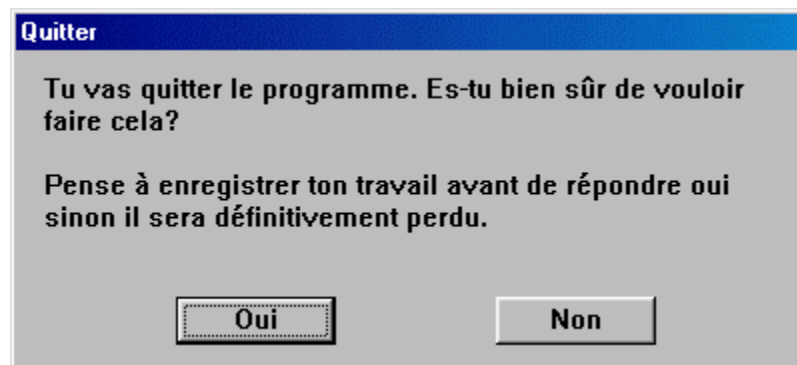 Quitter
Tu vas quitter le programme. Es-tu bien sûr de vouloir
faire cela?
Pense à enregistrer ton travail avant de répondre oui
sinon il sera définitivement perdu.
Oui
Non